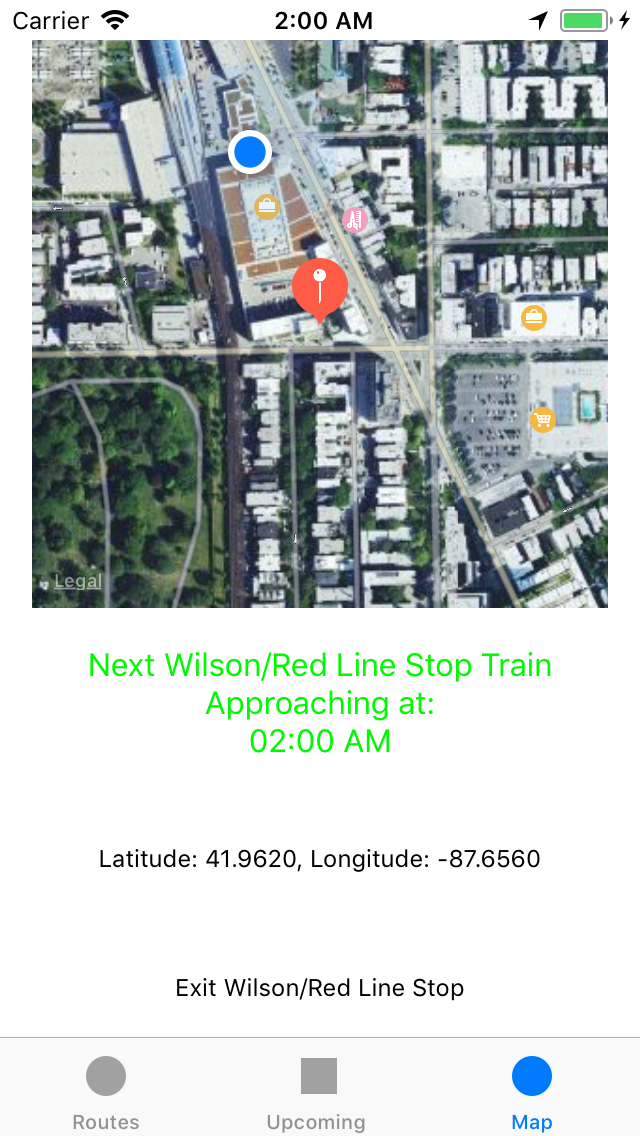 Carrier 2:00 AM
Legal
Next Wilson/Red Line Stop Train
Approaching at:
02:00 AM
Latitude: 41.9620, Longitude: -87.6560
Exit Wilson/Red Line Stop
Routes Upcoming Map